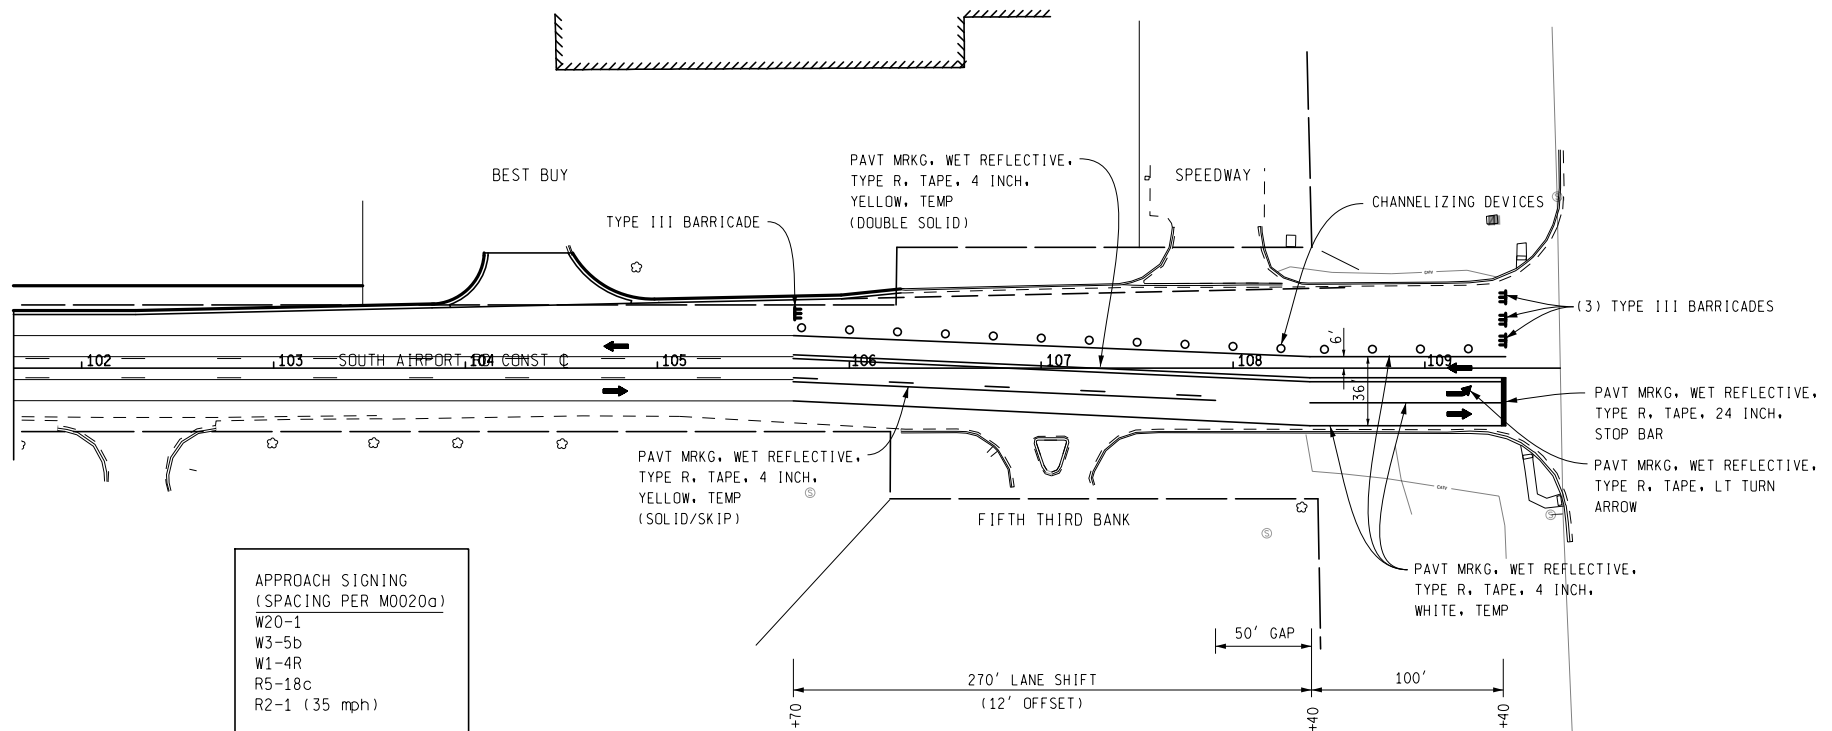 BEST BUY
TYPE III BARRICADE
PAVT MRKG, WET REFLECTIVE,
TYPE R, TAPE, 4 INCH,
YELLOW, TEMP
(DOUBLE SOLID)
SPEEDWAY
CHANNELIZING DEVICES
(3) TYPE III BARRICADES
6'
36'
102
103
104
105
106
107
108
109
SOUTH AIRPORT RD CONST ℄
PAVT MRKG, WET REFLECTIVE,
TYPE R, TAPE, 24 INCH,
STOP BAR
PAVT MRKG, WET REFLECTIVE,
TYPE R, TAPE, LT TURN
ARROW
PAVT MRKG, WET REFLECTIVE,
TYPE R, TAPE, 4 INCH,
YELLOW, TEMP
(SOLID/SKIP)
FIFTH THIRD BANK
S
S
S
S
PAVT MRKG, WET REFLECTIVE,
TYPE R, TAPE, 4 INCH,
WHITE, TEMP
APPROACH SIGNING
(SPACING PER M0020a)
W20-1
W3-5b
W1-4R
R5-18c
R2-1 (35 mph)
50' GAP
270' LANE SHIFT
(12' OFFSET)
100'
+70
+40
+40